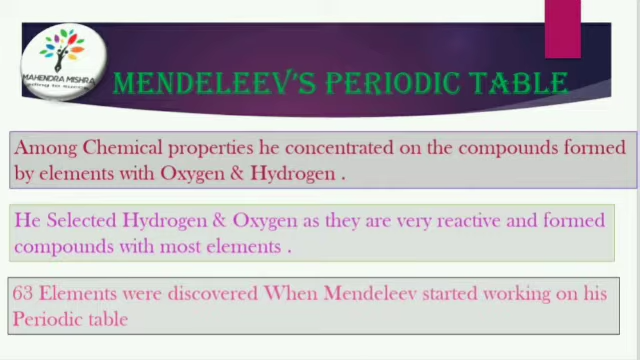 MAHENDRA MISHRA
MENDELEEV'S PERIODIC TABLE
Among Chemical properties he concentrated on the compounds formed
by elements with Oxygen & Hydrogen .
He Selected Hydrogen & Oxygen as they are very reactive and formed
compounds with most elements .
63 Elements were discovered When Mendeleev started working on his
Periodic table